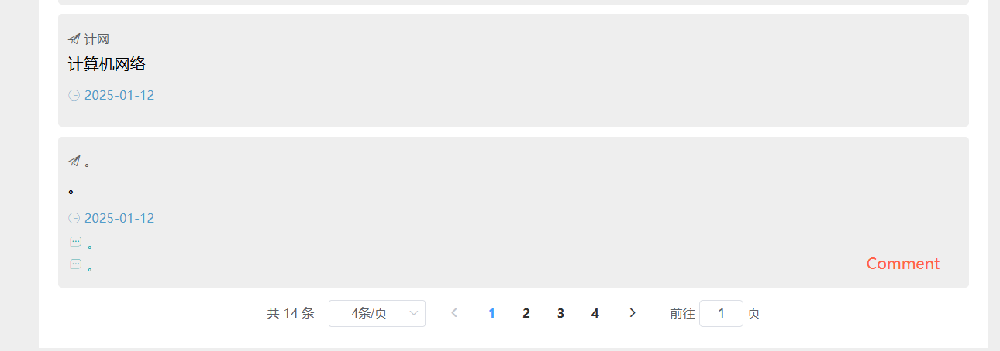 计网
计算机网络
2025-01-12
。
。
2025-01-12
。
。
Comment
共 14 条 4条/页 1 2 3 4 前往 1 页